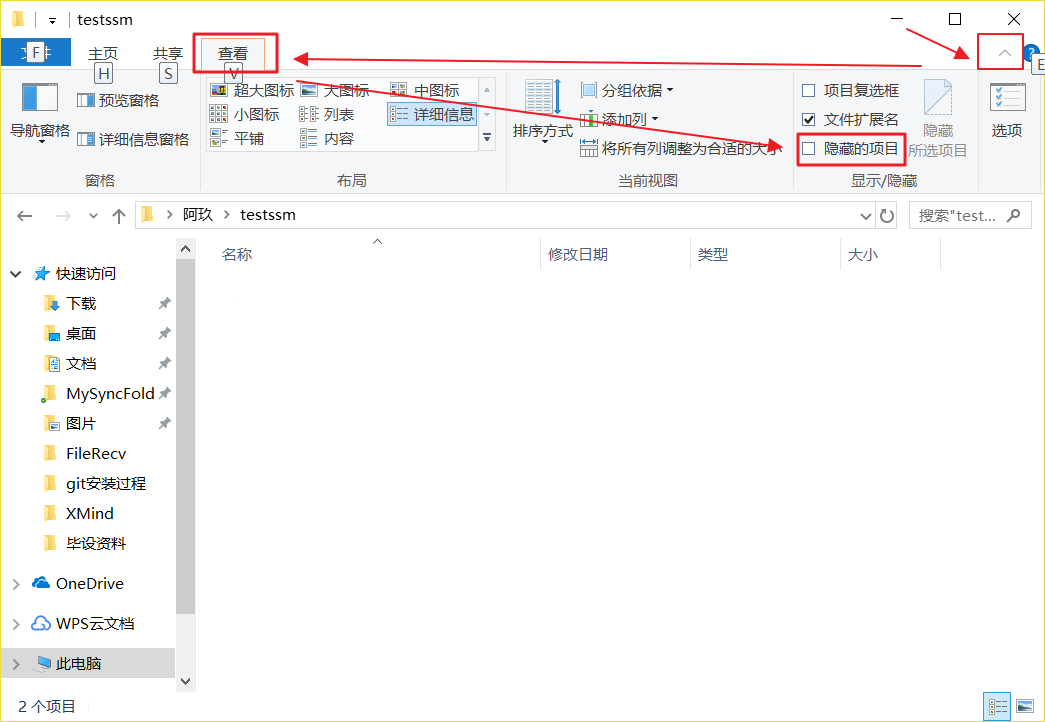 testssm
文件 F 主页 共享 查看 ?
H S V E
导航窗格
预览窗格
详细信息窗格
窗格
超大图标 大图标 中图标
小图标 列表 详细信息
平铺 内容
布局
排序方式
分组依据
添加列
将所有列调整为合适的大小
当前视图
项目复选框
文件扩展名
隐藏的项目
隐藏
所选项目
显示/隐藏
选项
阿玖 testssm
搜索"test...
名称 修改日期 类型 大小
快速访问
下载
桌面
文档
MySyncFold
图片
FileRecv
git安装过程
XMind
毕设资料
OneDrive
WPS云文档
此电脑
2 个项目